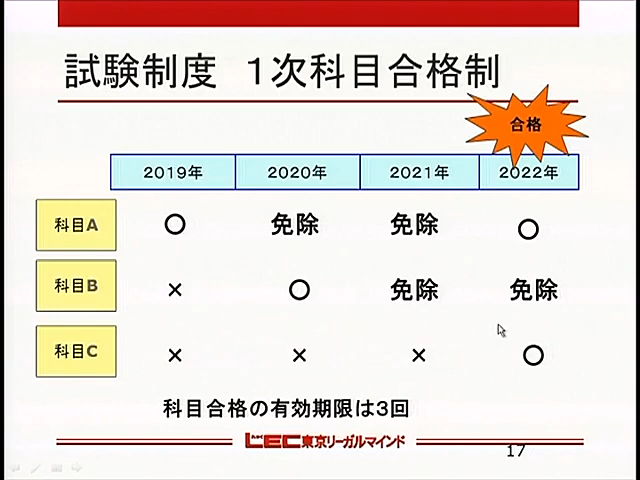 試験制度　１次科目合格制
合格
2019年 2020年 2021年 2022年
科目A ○ 免除 免除 ○
科目B × ○ 免除 免除
科目C × × × ○
科目合格の有効期限は３回
LEC東京リーガルマインド
17